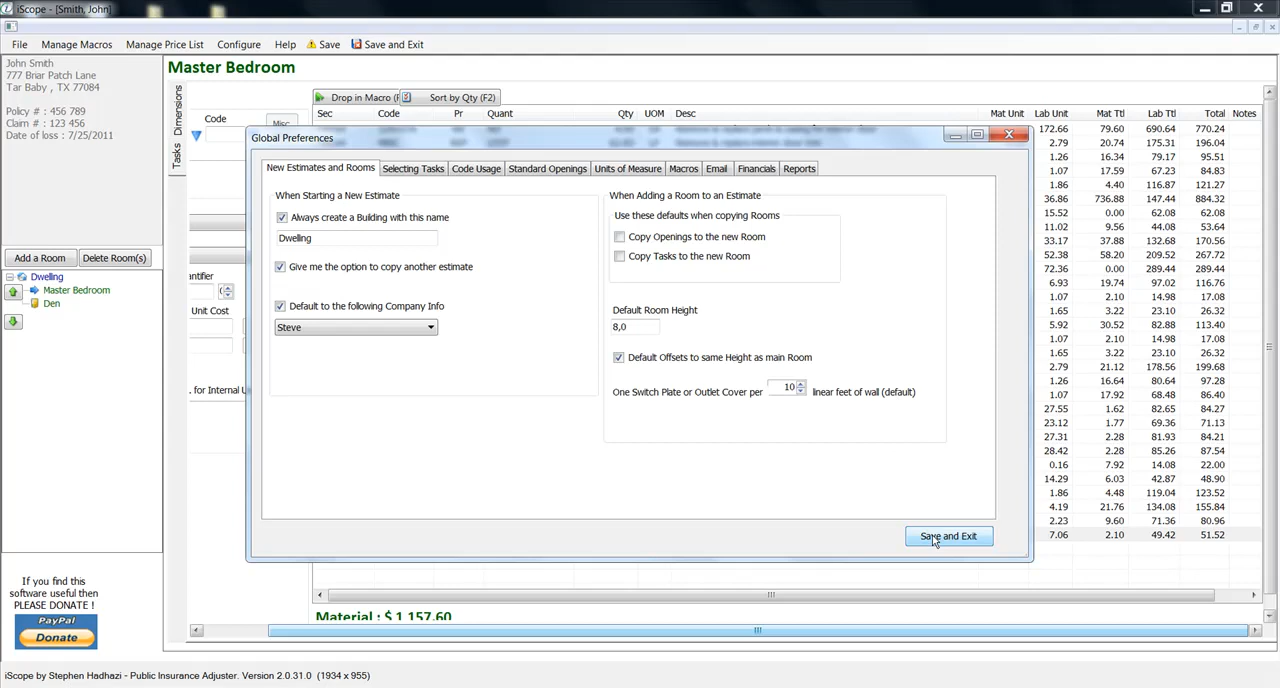 iScope - [Smith, John]
File Manage Macros Manage Price List Configure Help Save Save and Exit
John Smith
777 Briar Patch Lane
Tar Baby , TX 77084
Policy # : 456 789
Claim # : 123 456
Date of loss : 7/25/2011
Add a Room Delete Room(s)
Dwelling
Master Bedroom
Den
If you find this
software useful then
PLEASE DONATE !
PayPal
Donate
Master Bedroom
Dimensions
Tasks
Code
Misc
Drop in Macro (F
Sort by Qty (F2)
Sec Code Pr Quant Qty UOM Desc Mat Unit Lab Unit Mat Ttl Lab Ttl Total Notes
antifier
Unit Cost
. for Internal U
Global Preferences
New Estimates and Rooms Selecting Tasks Code Usage Standard Openings Units of Measure Macros Email Financials Reports
When Starting a New Estimate
Always create a Building with this name
Dwelling
Give me the option to copy another estimate
Default to the following Company Info
Steve
When Adding a Room to an Estimate
Use these defaults when copying Rooms
Copy Openings to the new Room
Copy Tasks to the new Room
Default Room Height
8,0
Default Offsets to same Height as main Room
One Switch Plate or Outlet Cover per 10 linear feet of wall (default)
Save and Exit
172.66 79.60 690.64 770.24
2.79 20.74 175.31 196.04
1.26 16.34 79.17 95.51
1.07 17.59 67.23 84.83
1.86 4.40 116.87 121.27
36.86 736.88 147.44 884.32
15.52 0.00 62.08 62.08
11.02 9.56 44.08 53.64
33.17 37.88 132.68 170.56
52.38 58.20 209.52 267.72
72.36 0.00 289.44 289.44
6.93 19.74 97.02 116.76
1.07 2.10 14.98 17.08
1.65 3.22 23.10 26.32
5.92 30.52 82.88 113.40
1.07 2.10 14.98 17.08
1.65 3.22 23.10 26.32
2.79 21.12 178.56 199.68
1.26 16.64 80.64 97.28
1.07 17.92 68.48 86.40
27.55 1.62 82.65 84.27
23.12 1.77 69.36 71.13
27.31 2.28 81.93 84.21
28.42 2.28 85.26 87.54
0.16 7.92 14.08 22.00
14.29 6.03 42.87 48.90
1.86 4.48 119.04 123.52
4.19 21.76 134.08 155.84
2.23 9.60 71.36 80.96
7.06 2.10 49.42 51.52
Material : $ 1,157.60
iScope by Stephen Hadhazi - Public Insurance Adjuster. Version 2.0.31.0 (1934 x 955)